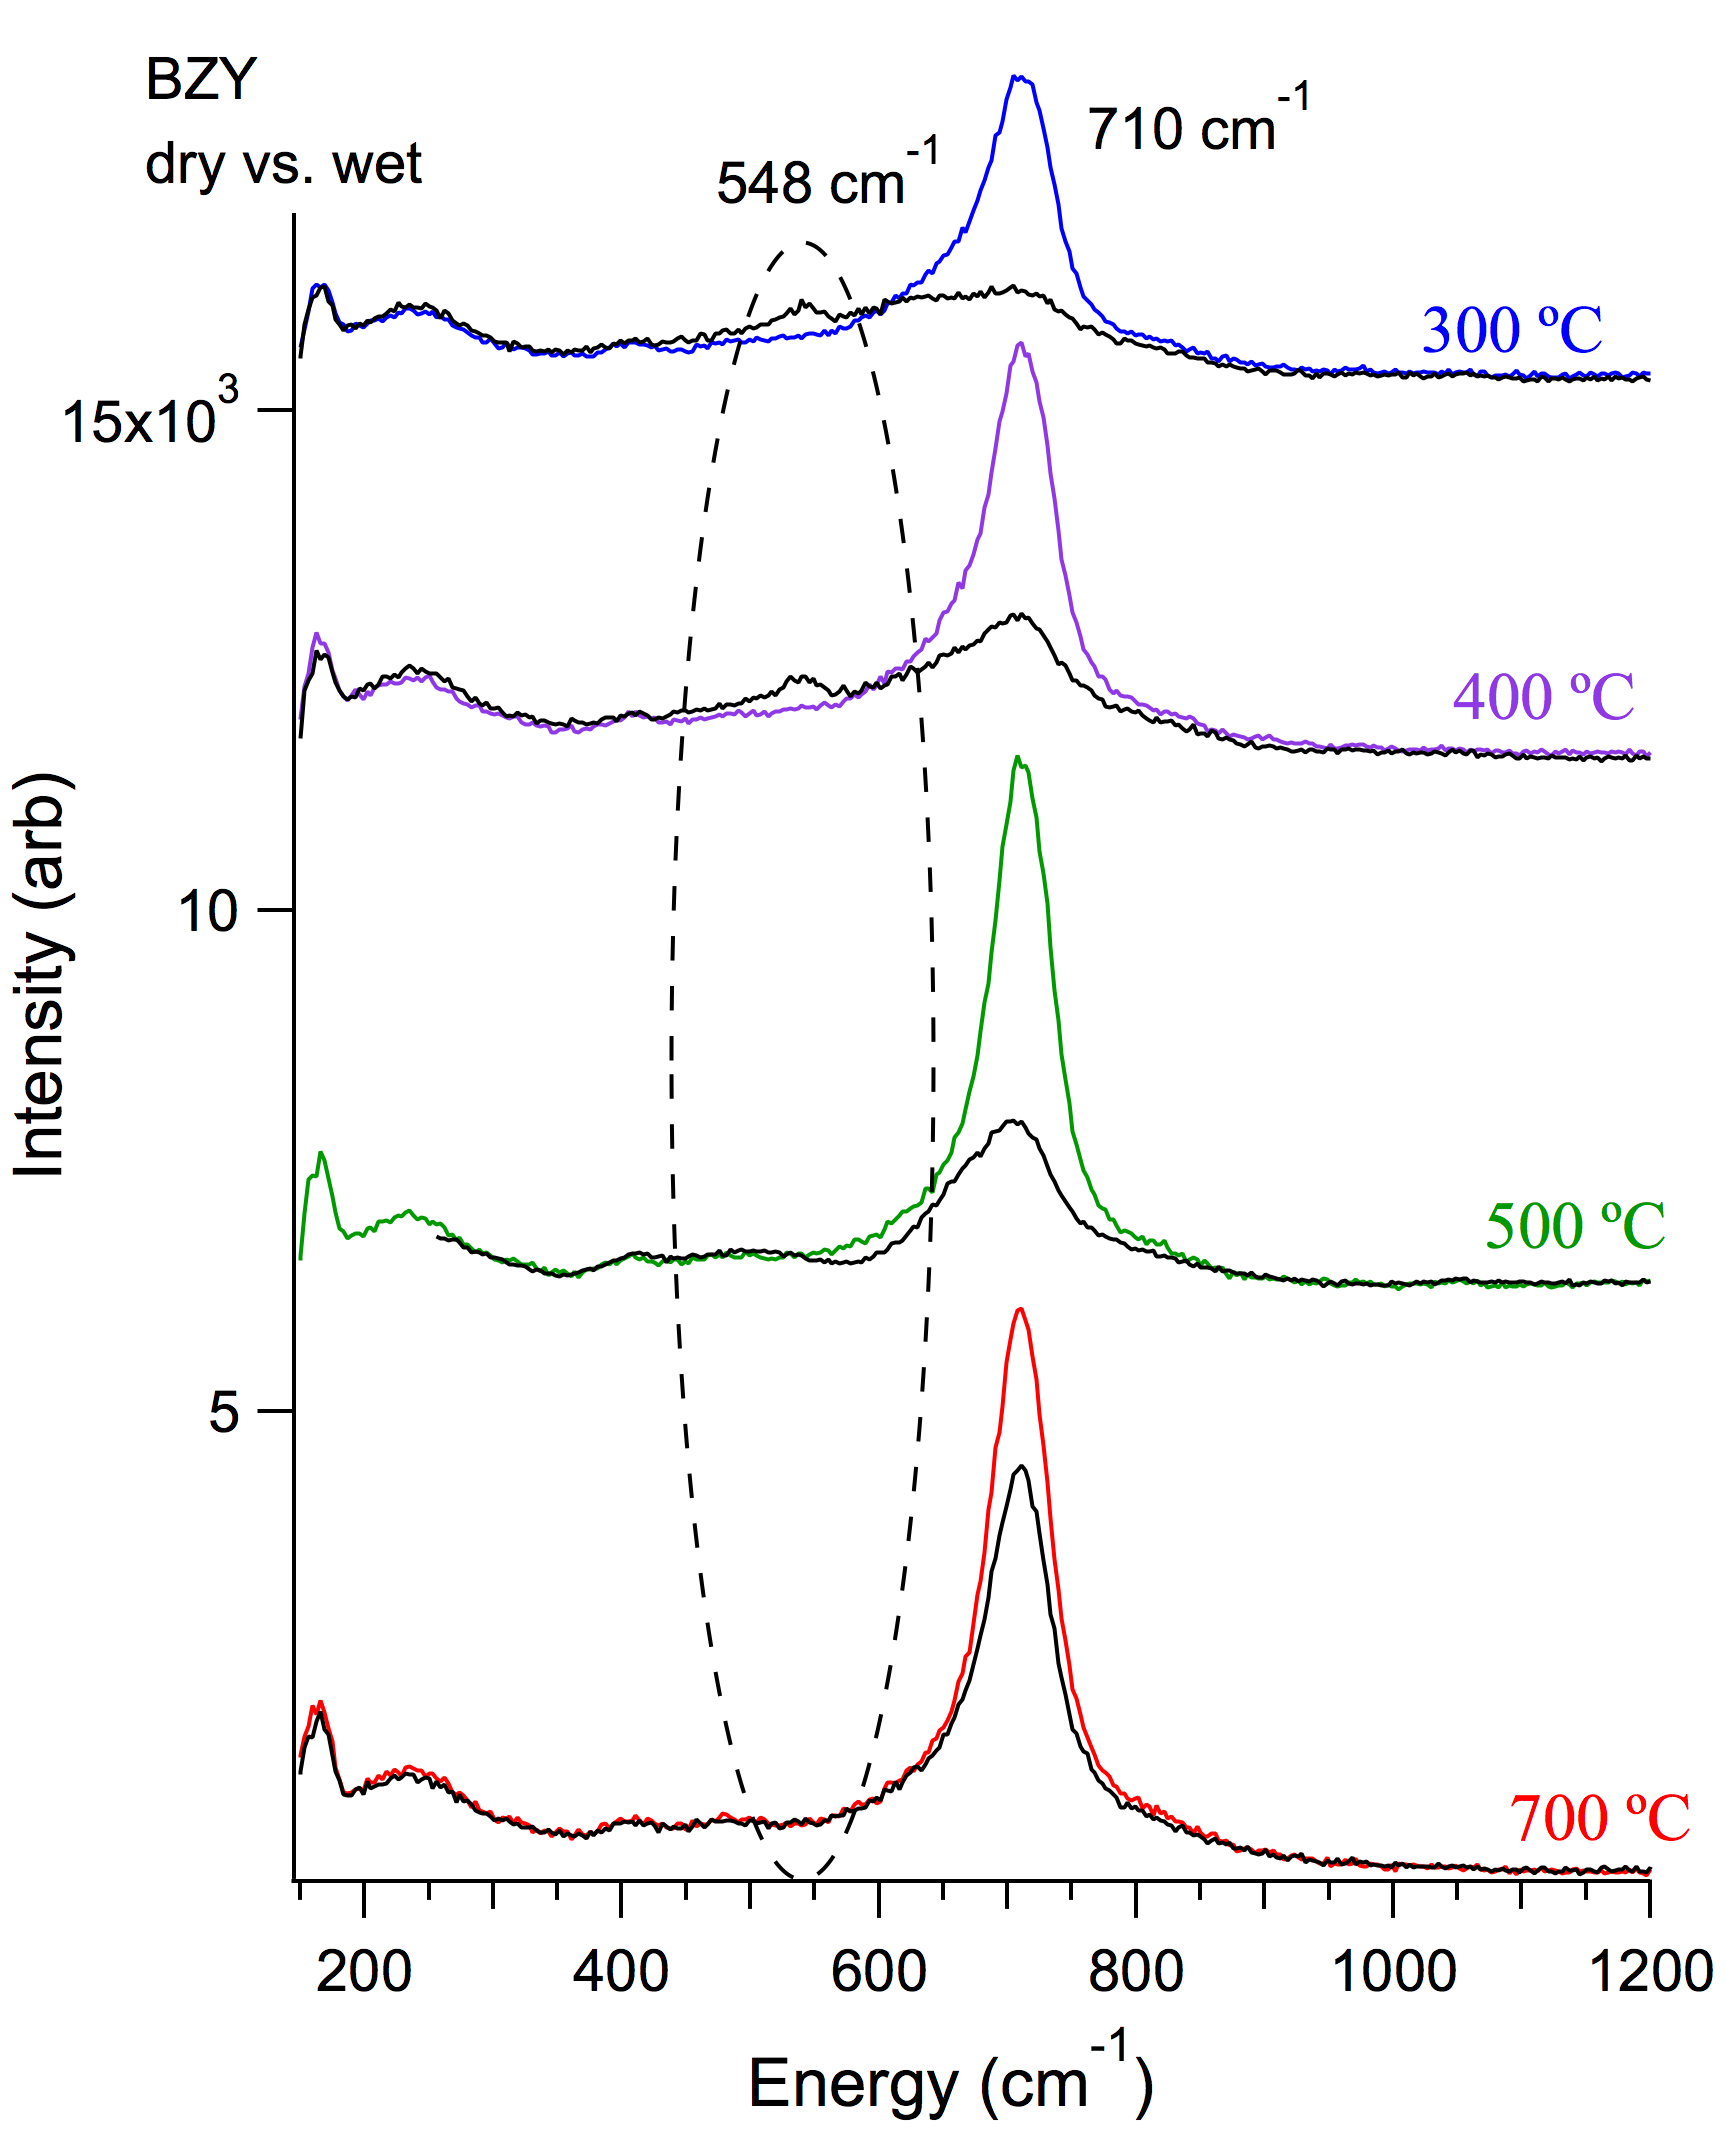 BZY
dry vs. wet
548 cm⁻¹
710 cm⁻¹
300 ºC
15x10³
400 ºC
10
Intensity (arb)
500 ºC
5
700 ºC
200 400 600 800 1000 1200
Energy (cm⁻¹)